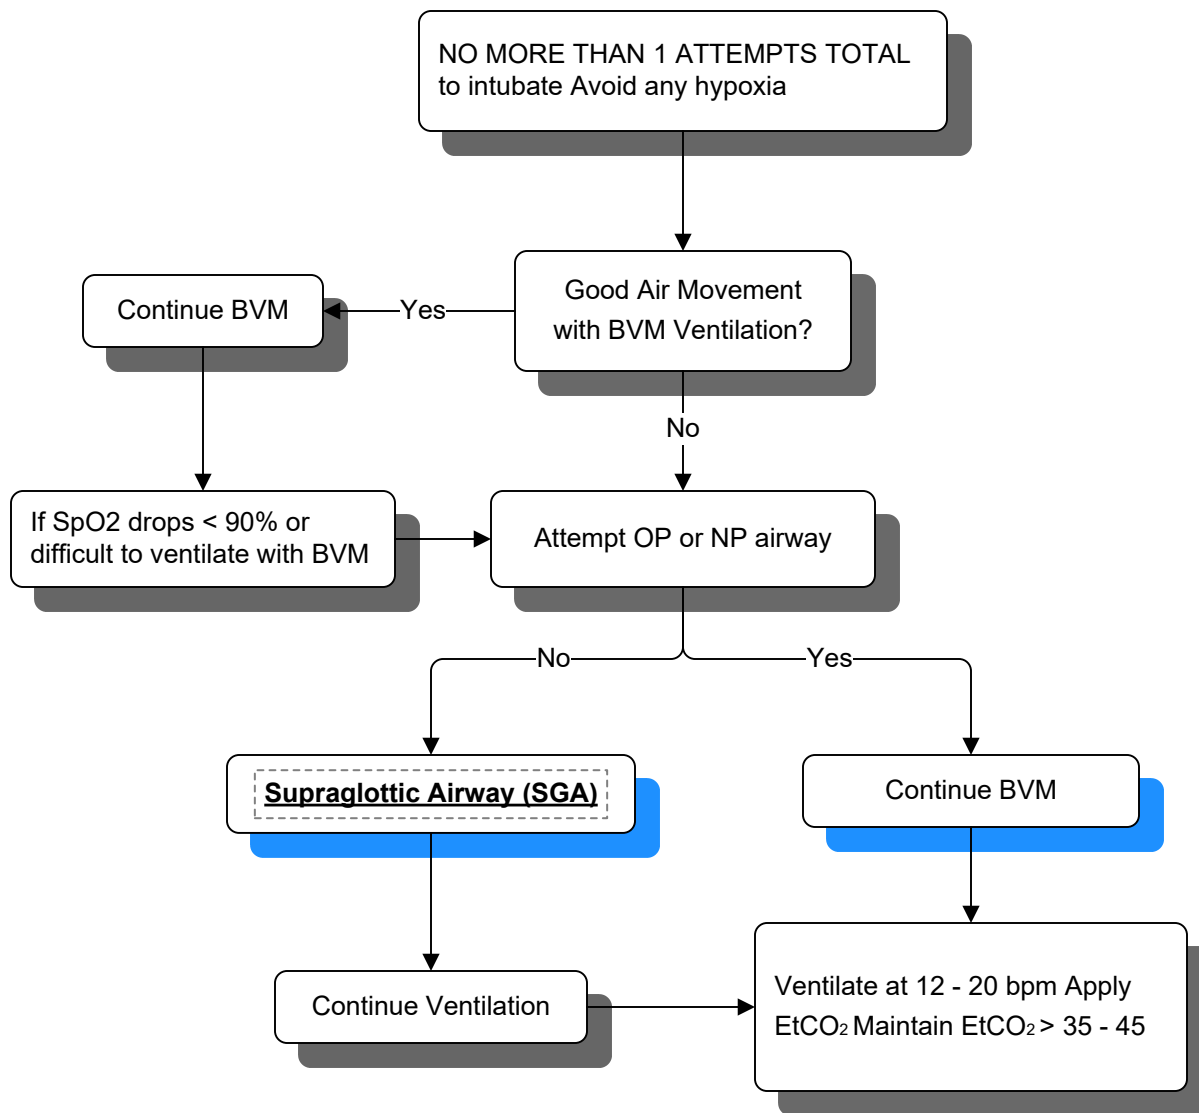 NO MORE THAN 1 ATTEMPTS TOTAL
to intubate Avoid any hypoxia
Good Air Movement
with BVM Ventilation?
Yes
Continue BVM
No
If SpO2 drops < 90% or
difficult to ventilate with BVM
Attempt OP or NP airway
No
Yes
Supraglottic Airway (SGA)
Continue BVM
Continue Ventilation
Ventilate at 12 - 20 bpm Apply
EtCO₂ Maintain EtCO₂ > 35 - 45